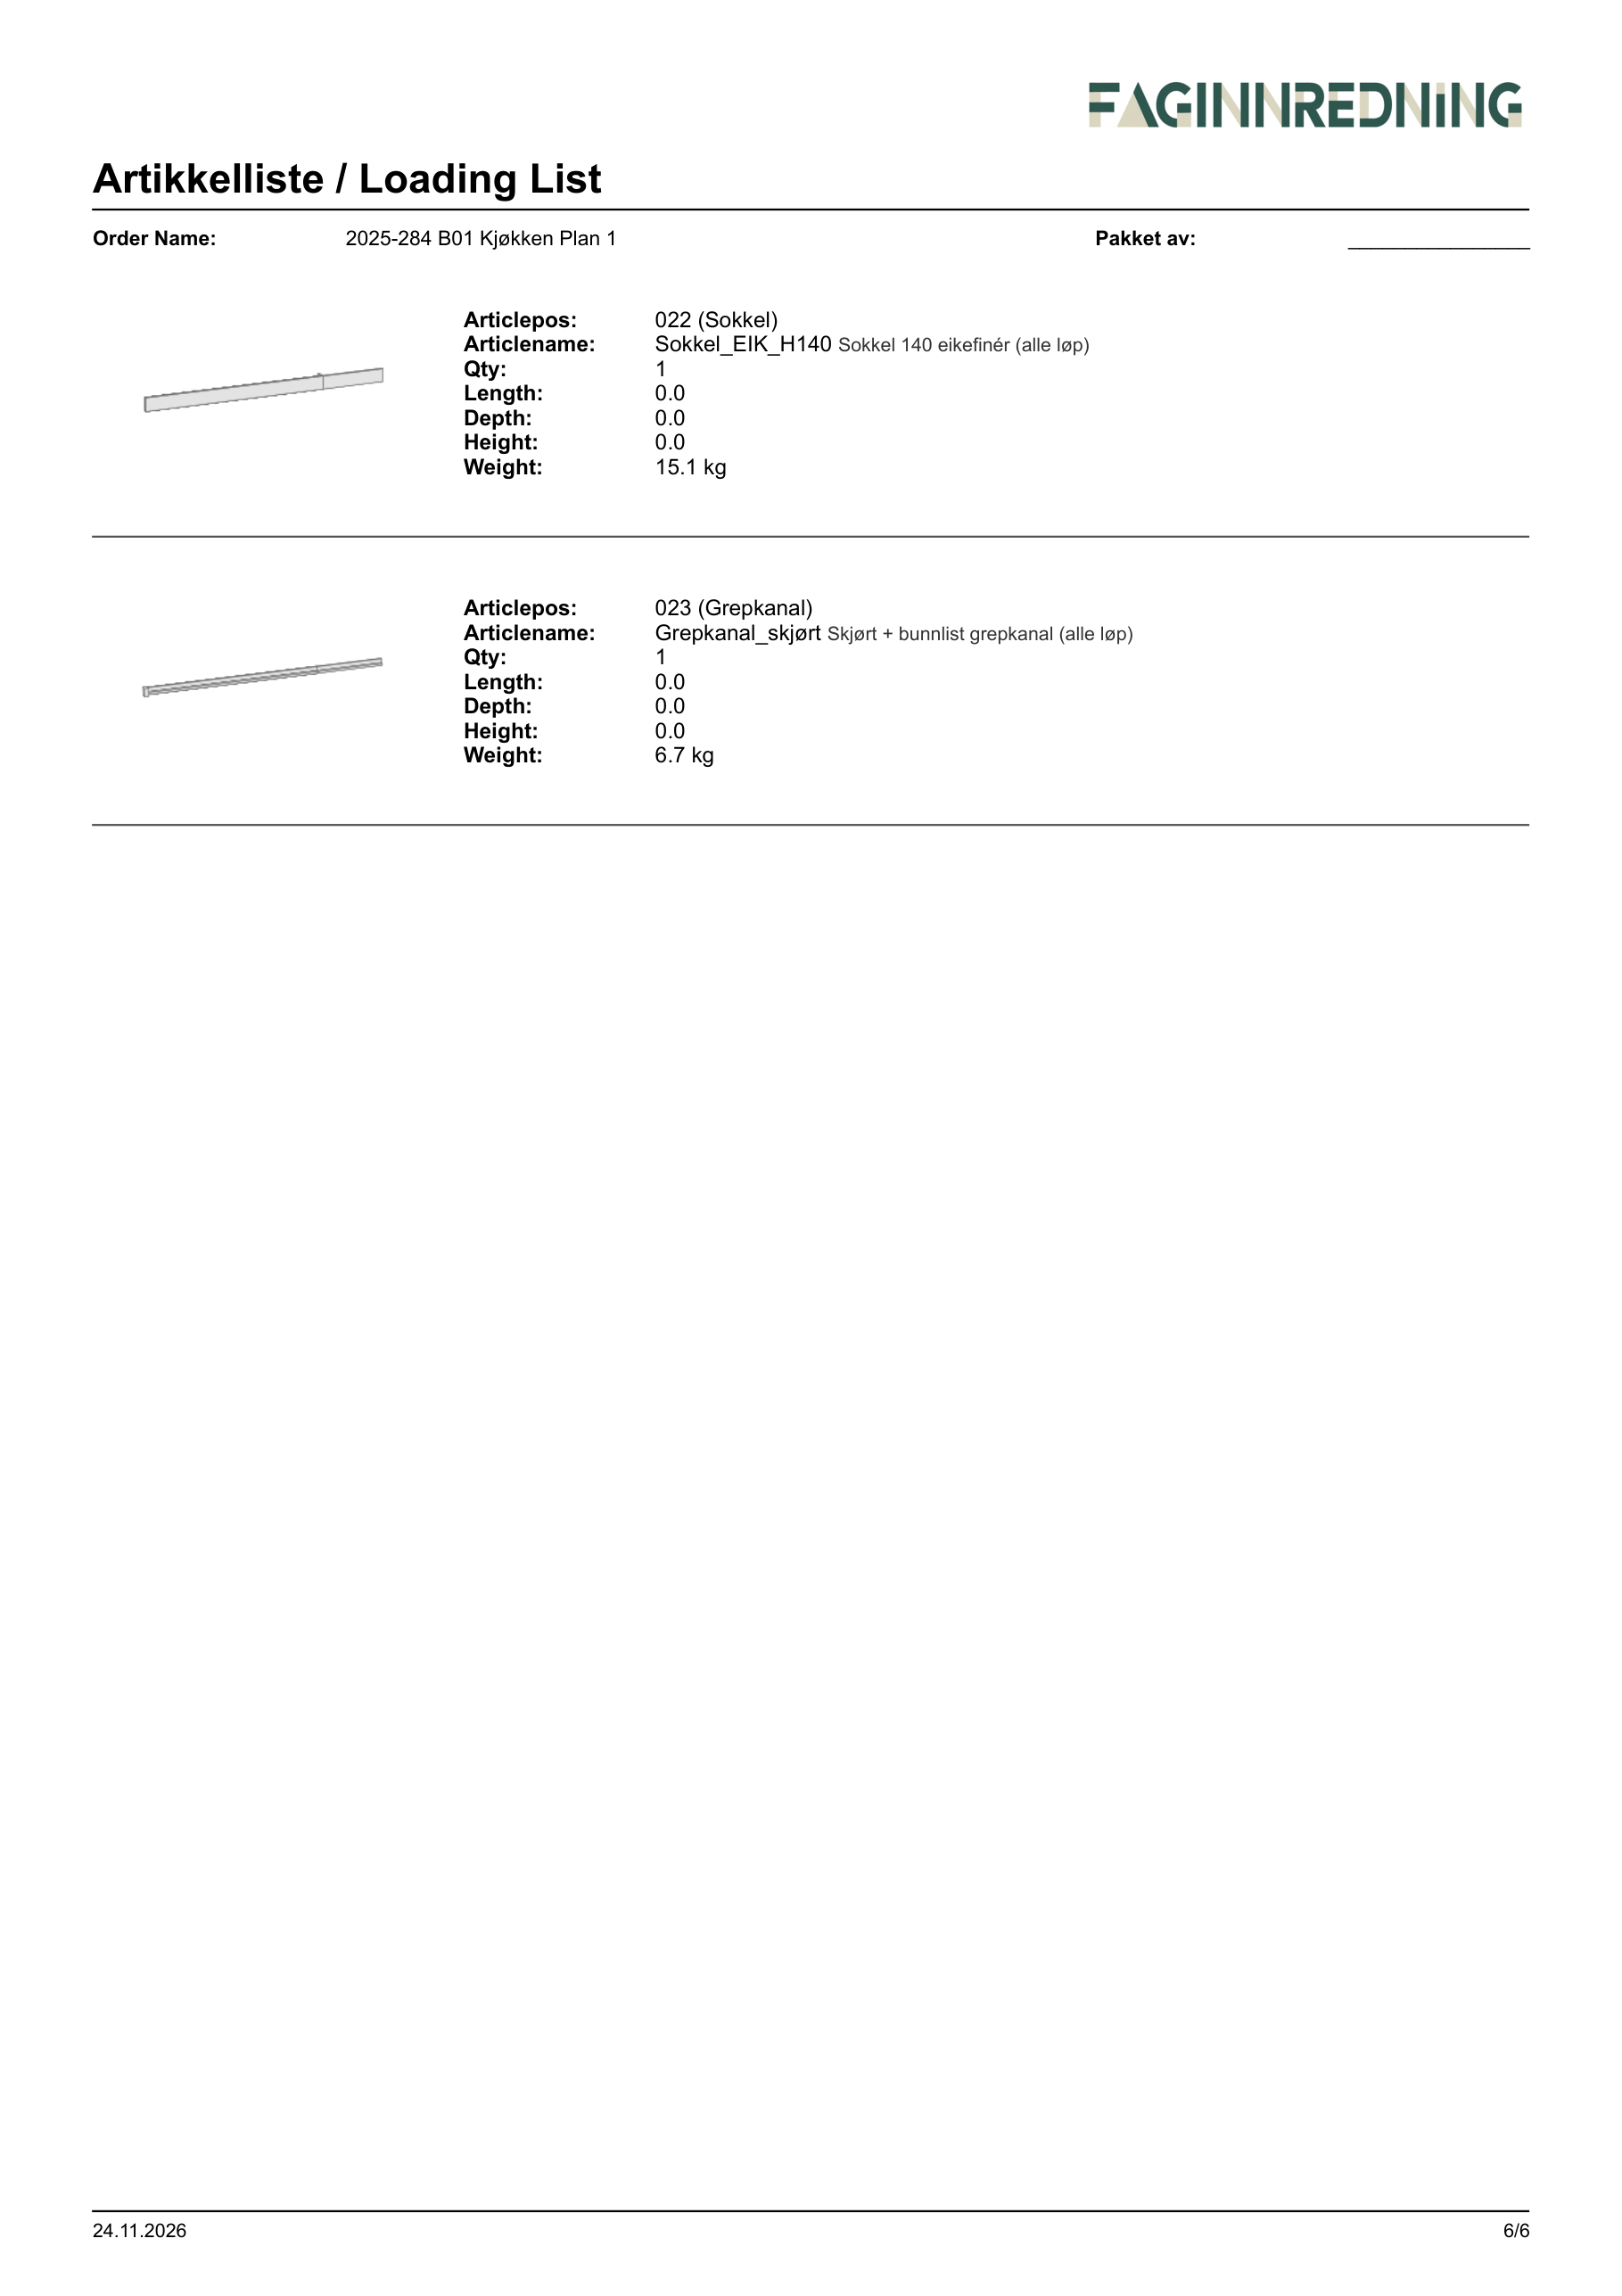 FAGINNREDNING
Artikkelliste / Loading List
Order Name: 2025-284 B01 Kjøkken Plan 1 Pakket av: ________________
Articlepos: 022 (Sokkel)
Articlename: Sokkel_EIK_H140 Sokkel 140 eikefinér (alle løp)
Qty: 1
Length: 0.0
Depth: 0.0
Height: 0.0
Weight: 15.1 kg
Articlepos: 023 (Grepkanal)
Articlename: Grepkanal_skjørt Skjørt + bunnlist grepkanal (alle løp)
Qty: 1
Length: 0.0
Depth: 0.0
Height: 0.0
Weight: 6.7 kg
24.11.2026 6/6